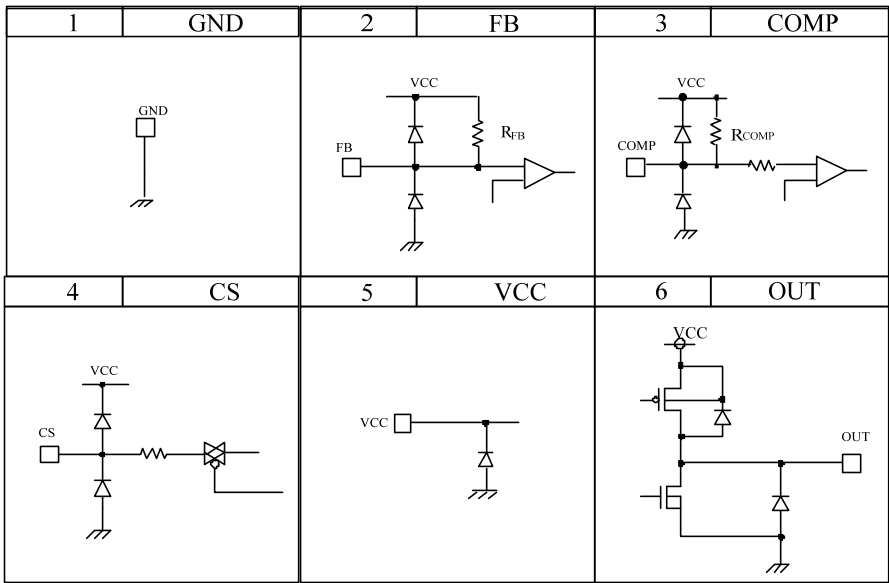 1 GND 2 FB 3 COMP
GND
VCC
RFB
FB
VCC
RCOMP
COMP
4 CS 5 VCC 6 OUT
VCC
CS
VCC
VCC
OUT